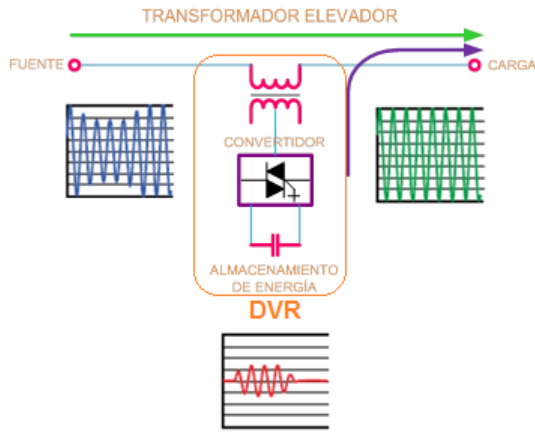 TRANSFORMADOR ELEVADOR
FUENTE
CARGA
CONVERTIDOR
ALMACENAMIENTO
DE ENERGÍA
DVR